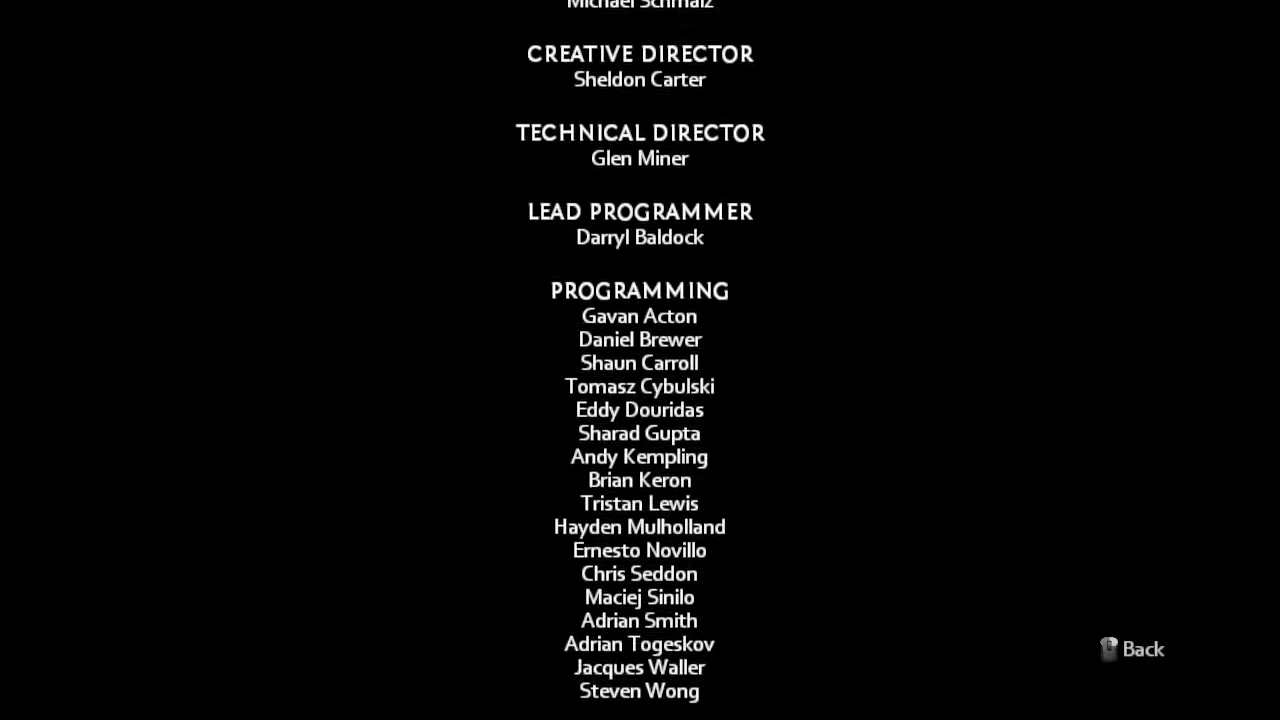 Michael Schmalz
CREATIVE DIRECTOR
Sheldon Carter
TECHNICAL DIRECTOR
Glen Miner
LEAD PROGRAMMER
Darryl Baldock
PROGRAMMING
Gavan Acton
Daniel Brewer
Shaun Carroll
Tomasz Cybulski
Eddy Douridas
Sharad Gupta
Andy Kempling
Brian Keron
Tristan Lewis
Hayden Mulholland
Ernesto Novillo
Chris Seddon
Maciej Sinilo
Adrian Smith
Adrian Togeskov
Jacques Waller
Steven Wong
Back